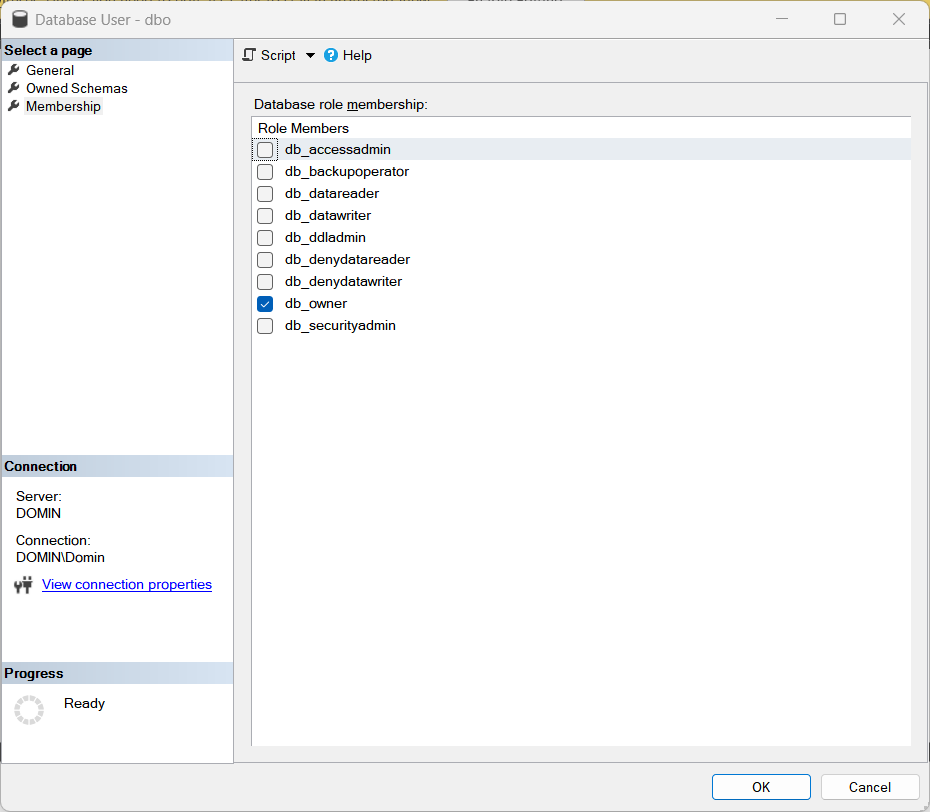 Database User - dbo
Select a page
General
Owned Schemas
Membership
Script
Help
Database role membership:
Role Members
db_accessadmin
db_backupoperator
db_datareader
db_datawriter
db_ddladmin
db_denydatareader
db_denydatawriter
db_owner
db_securityadmin
Connection
Server:
DOMIN
Connection:
DOMIN\Domin
View connection properties
Progress
Ready
OK
Cancel